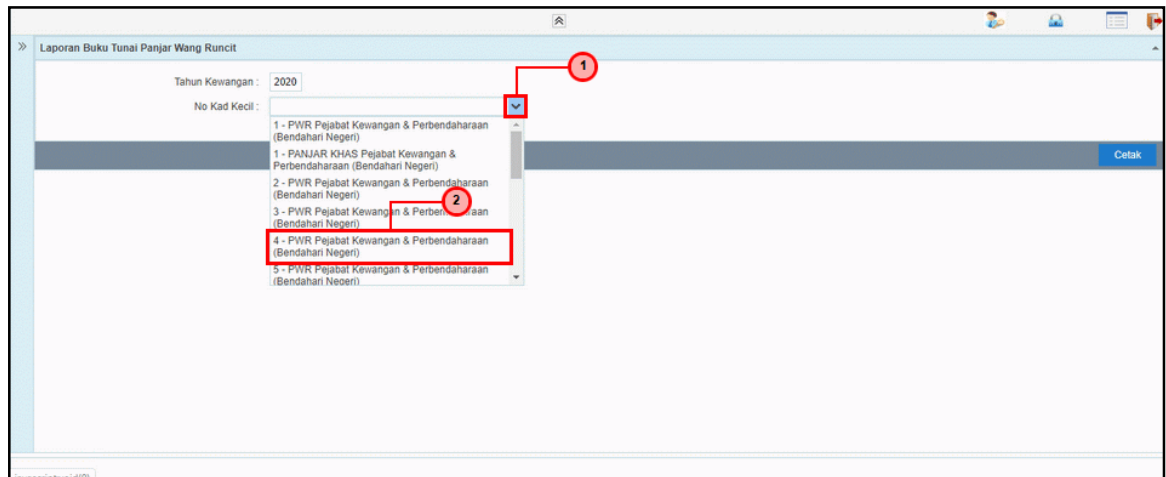 Laporan Buku Tunai Panjar Wang Runcit
1
Tahun Kewangan : 2020
No Kad Kecil :
1 - PWR Pejabat Kewangan & Perbendaharaan
(Bendahari Negeri)
1 - PANJAR KHAS Pejabat Kewangan &
Perbendaharaan (Bendahari Negeri)
Cetak
2 - PWR Pejabat Kewangan & Perbendaharaan
(Bendahari Negeri)
2
3 - PWR Pejabat Kewangan &
(Bendahari Negeri)
4 - PWR Pejabat Kewangan & Perbendaharaan
(Bendahari Negeri)
5 - PWR Pejabat Kewangan & Perbendaharaan
(Bendahari Negeri)